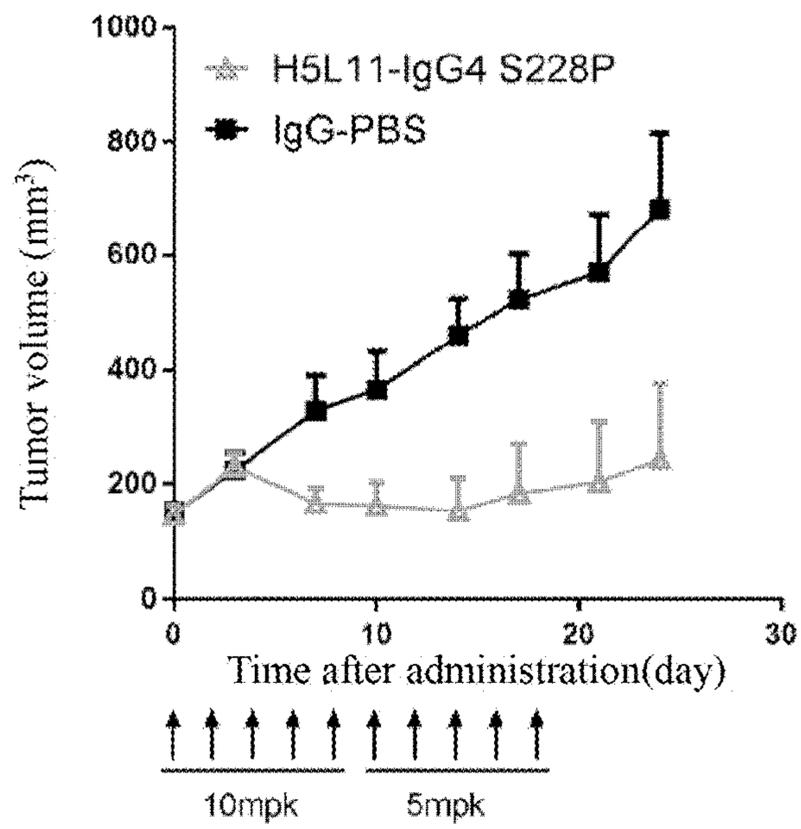 1000
H5L11-IgG4 S228P
IgG-PBS
800
600
400
200
0
Tumor volume (mm³)
0 10 20 30
Time after administration(day)
10mpk 5mpk